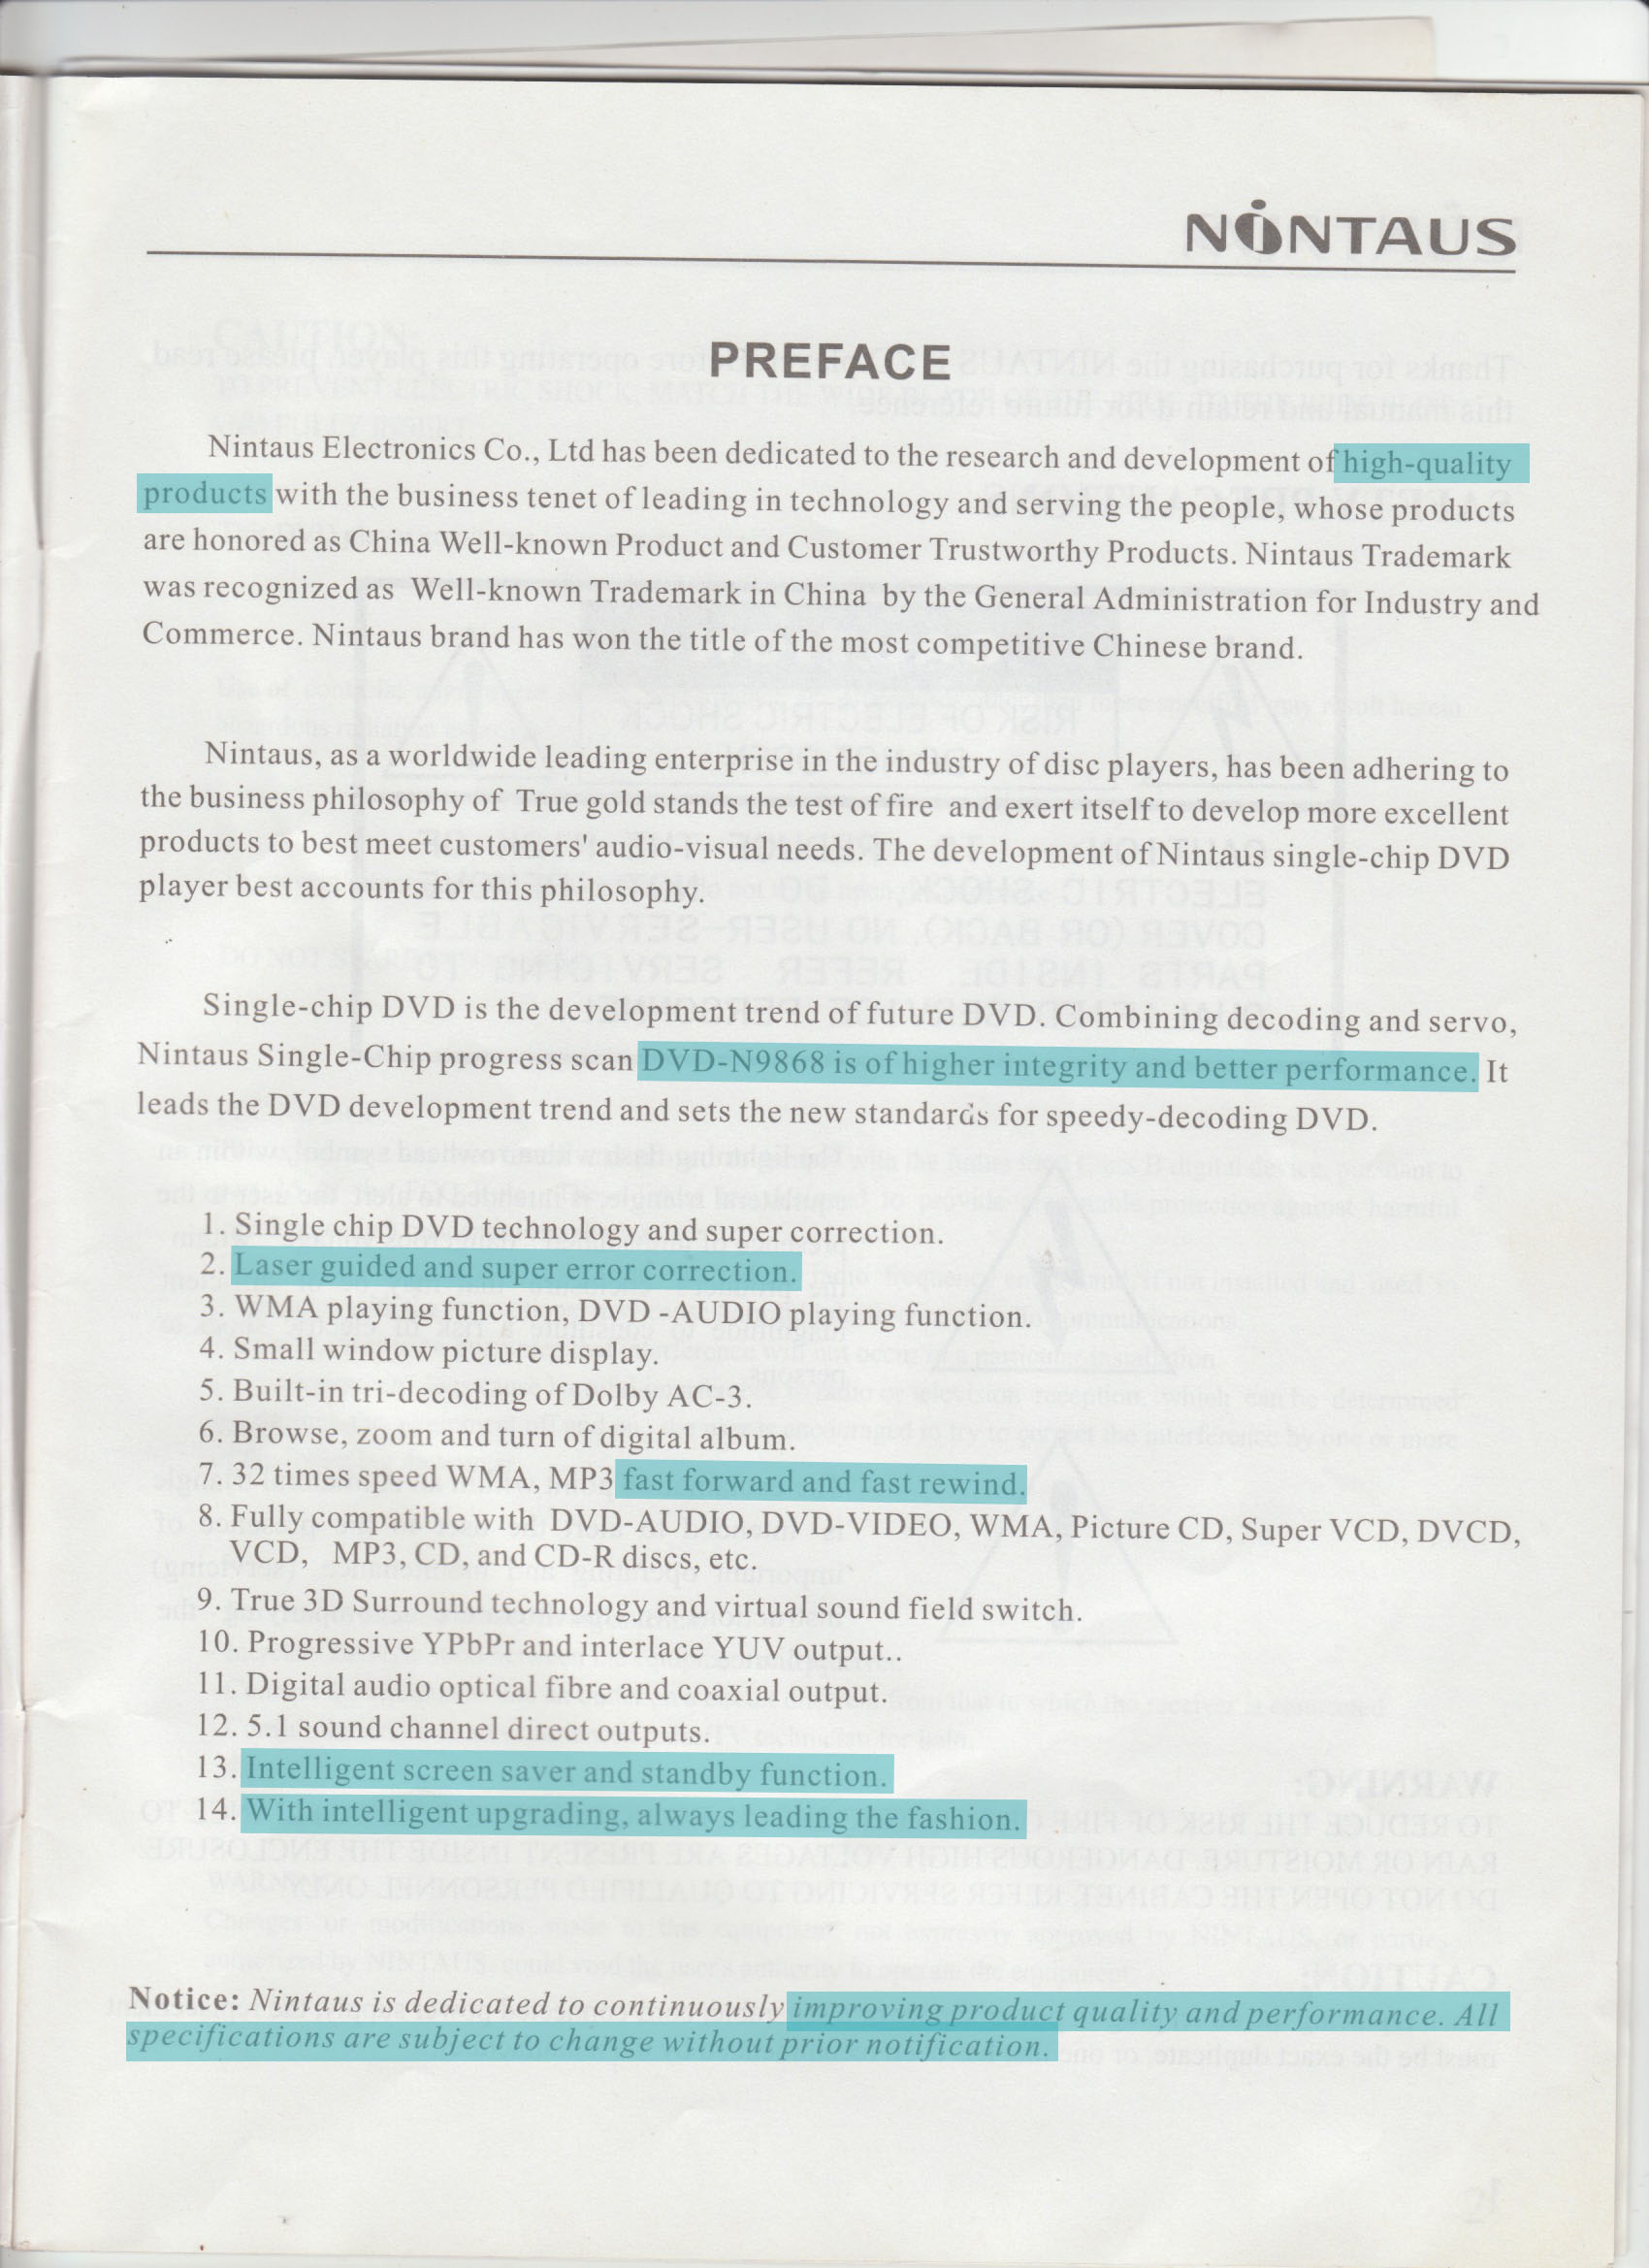 NINTAUS
PREFACE
Nintaus Electronics Co., Ltd has been dedicated to the research and development of high-quality
products with the business tenet of leading in technology and serving the people, whose products
are honored as China Well-known Product and Customer Trustworthy Products. Nintaus Trademark
was recognized as Well-known Trademark in China by the General Administration for Industry and
Commerce. Nintaus brand has won the title of the most competitive Chinese brand.
Nintaus, as a worldwide leading enterprise in the industry of disc players, has been adhering to
the business philosophy of True gold stands the test of fire and exert itself to develop more excellent
products to best meet customers' audio-visual needs. The development of Nintaus single-chip DVD
player best accounts for this philosophy.
Single-chip DVD is the development trend of future DVD. Combining decoding and servo,
Nintaus Single-Chip progress scan DVD-N9868 is of higher integrity and better performance. It
leads the DVD development trend and sets the new standards for speedy-decoding DVD.
1. Single chip DVD technology and super correction.
2. Laser guided and super error correction.
3. WMA playing function, DVD -AUDIO playing function.
4. Small window picture display.
5. Built-in tri-decoding of Dolby AC-3.
6. Browse, zoom and turn of digital album.
7. 32 times speed WMA, MP3 fast forward and fast rewind.
8. Fully compatible with DVD-AUDIO, DVD-VIDEO, WMA, Picture CD, Super VCD, DVCD,
VCD, MP3, CD, and CD-R discs, etc.
9. True 3D Surround technology and virtual sound field switch.
10. Progressive YPbPr and interlace YUV output..
11. Digital audio optical fibre and coaxial output.
12. 5.1 sound channel direct outputs.
13. Intelligent screen saver and standby function.
14. With intelligent upgrading, always leading the fashion.
Notice: Nintaus is dedicated to continuously improving product quality and performance. All
specifications are subject to change without prior notification.